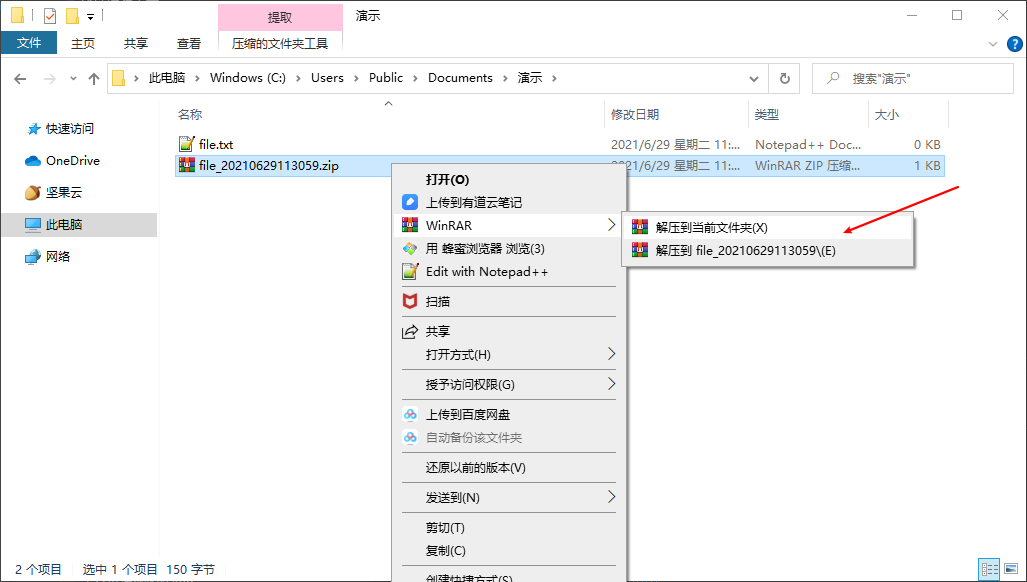 提取
演示
文件
主页
共享
查看
压缩的文件夹工具
此电脑
Windows (C:)
Users
Public
Documents
演示
搜索"演示"
名称
修改日期
类型
大小
快速访问
OneDrive
坚果云
此电脑
网络
file.txt
2021/6/29 星期二 11:...
Notepad++ Doc...
0 KB
file_20210629113059.zip
2021/6/29 星期二 11:...
WinRAR ZIP 压缩...
1 KB
打开(O)
上传到有道云笔记
WinRAR
用 蜂蜜浏览器 浏览(3)
Edit with Notepad++
扫描
共享
打开方式(H)
授予访问权限(G)
上传到百度网盘
自动备份该文件夹
还原以前的版本(V)
发送到(N)
剪切(T)
复制(C)
创建快捷方式(S)
解压到当前文件夹(X)
解压到 file_20210629113059\(E)
2 个项目
选中 1 个项目 150 字节